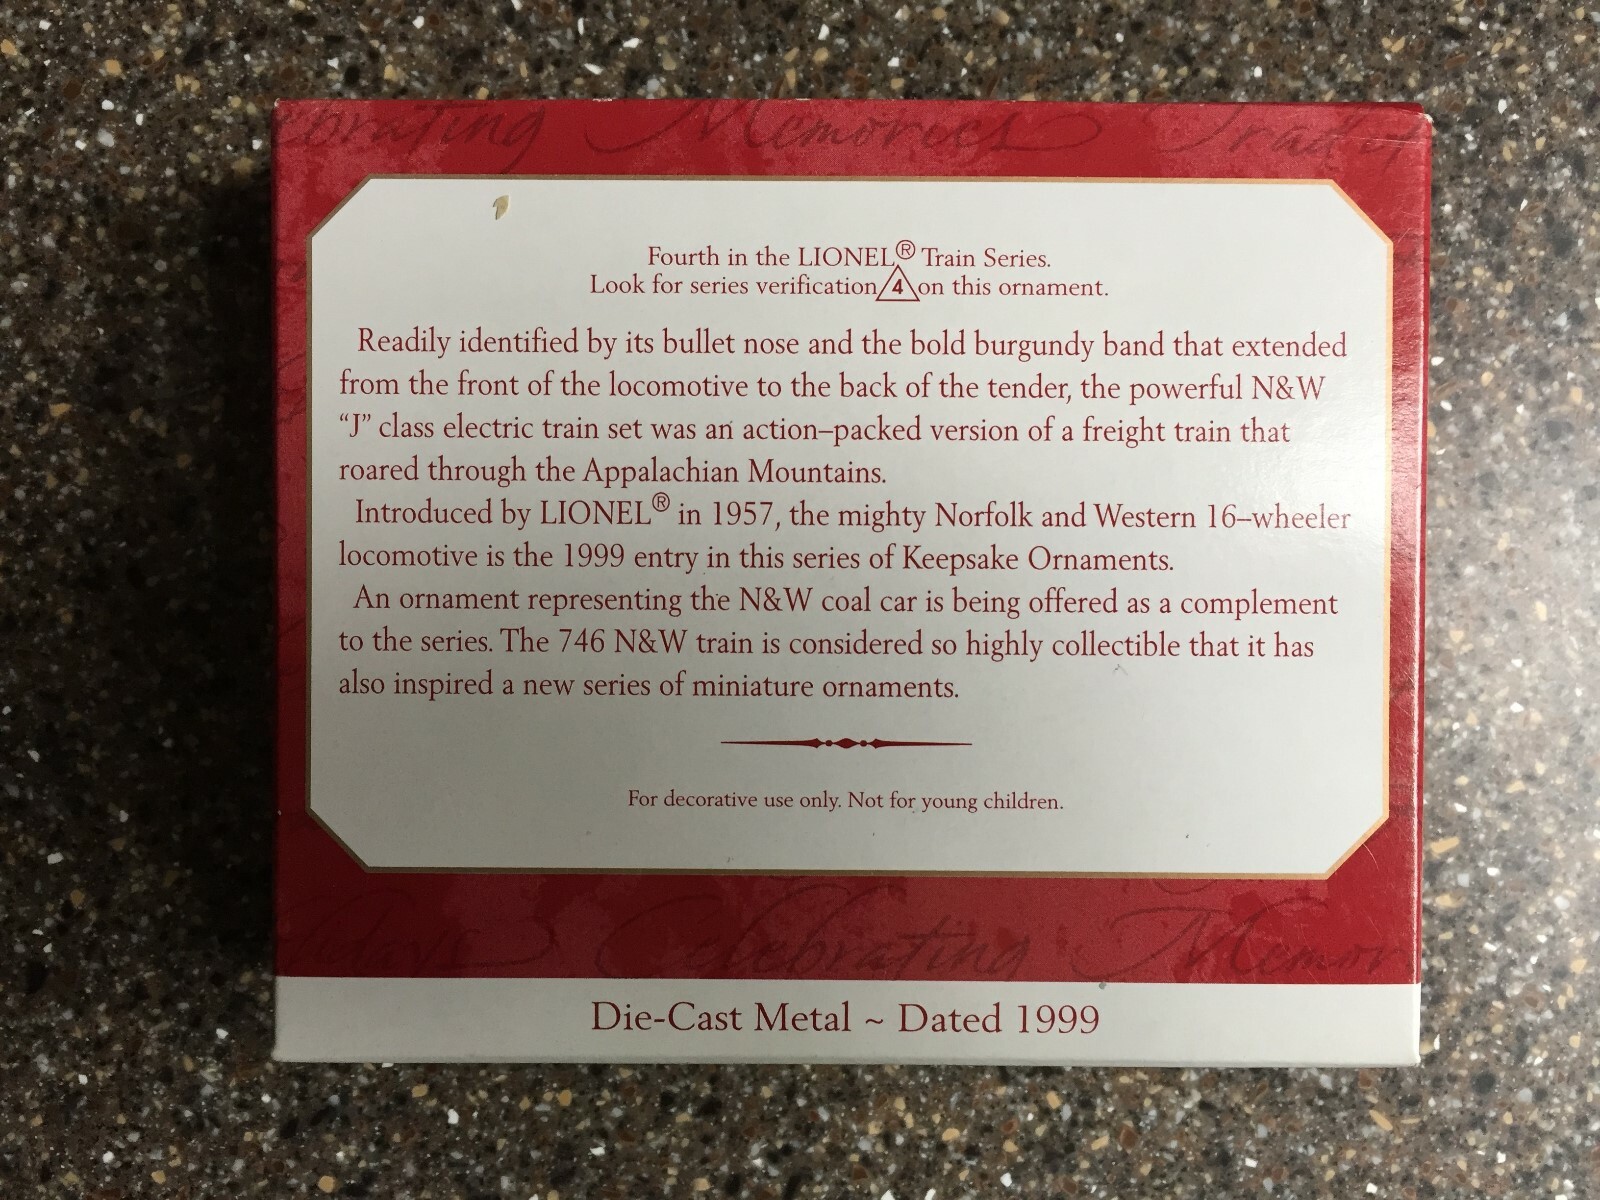 Celebrating Memories Tradit
Fourth in the LIONEL® Train Series.
Look for series verification 4 on this ornament.
Readily identified by its bullet nose and the bold burgundy band that extended
from the front of the locomotive to the back of the tender, the powerful N&W
“J” class electric train set was an action–packed version of a freight train that
roared through the Appalachian Mountains.
Introduced by LIONEL® in 1957, the mighty Norfolk and Western 16–wheeler
locomotive is the 1999 entry in this series of Keepsake Ornaments.
An ornament representing the N&W coal car is being offered as a complement
to the series. The 746 N&W train is considered so highly collectible that it has
also inspired a new series of miniature ornaments.
For decorative use only. Not for young children.
Celebrating Memor
Die-Cast Metal ~ Dated 1999